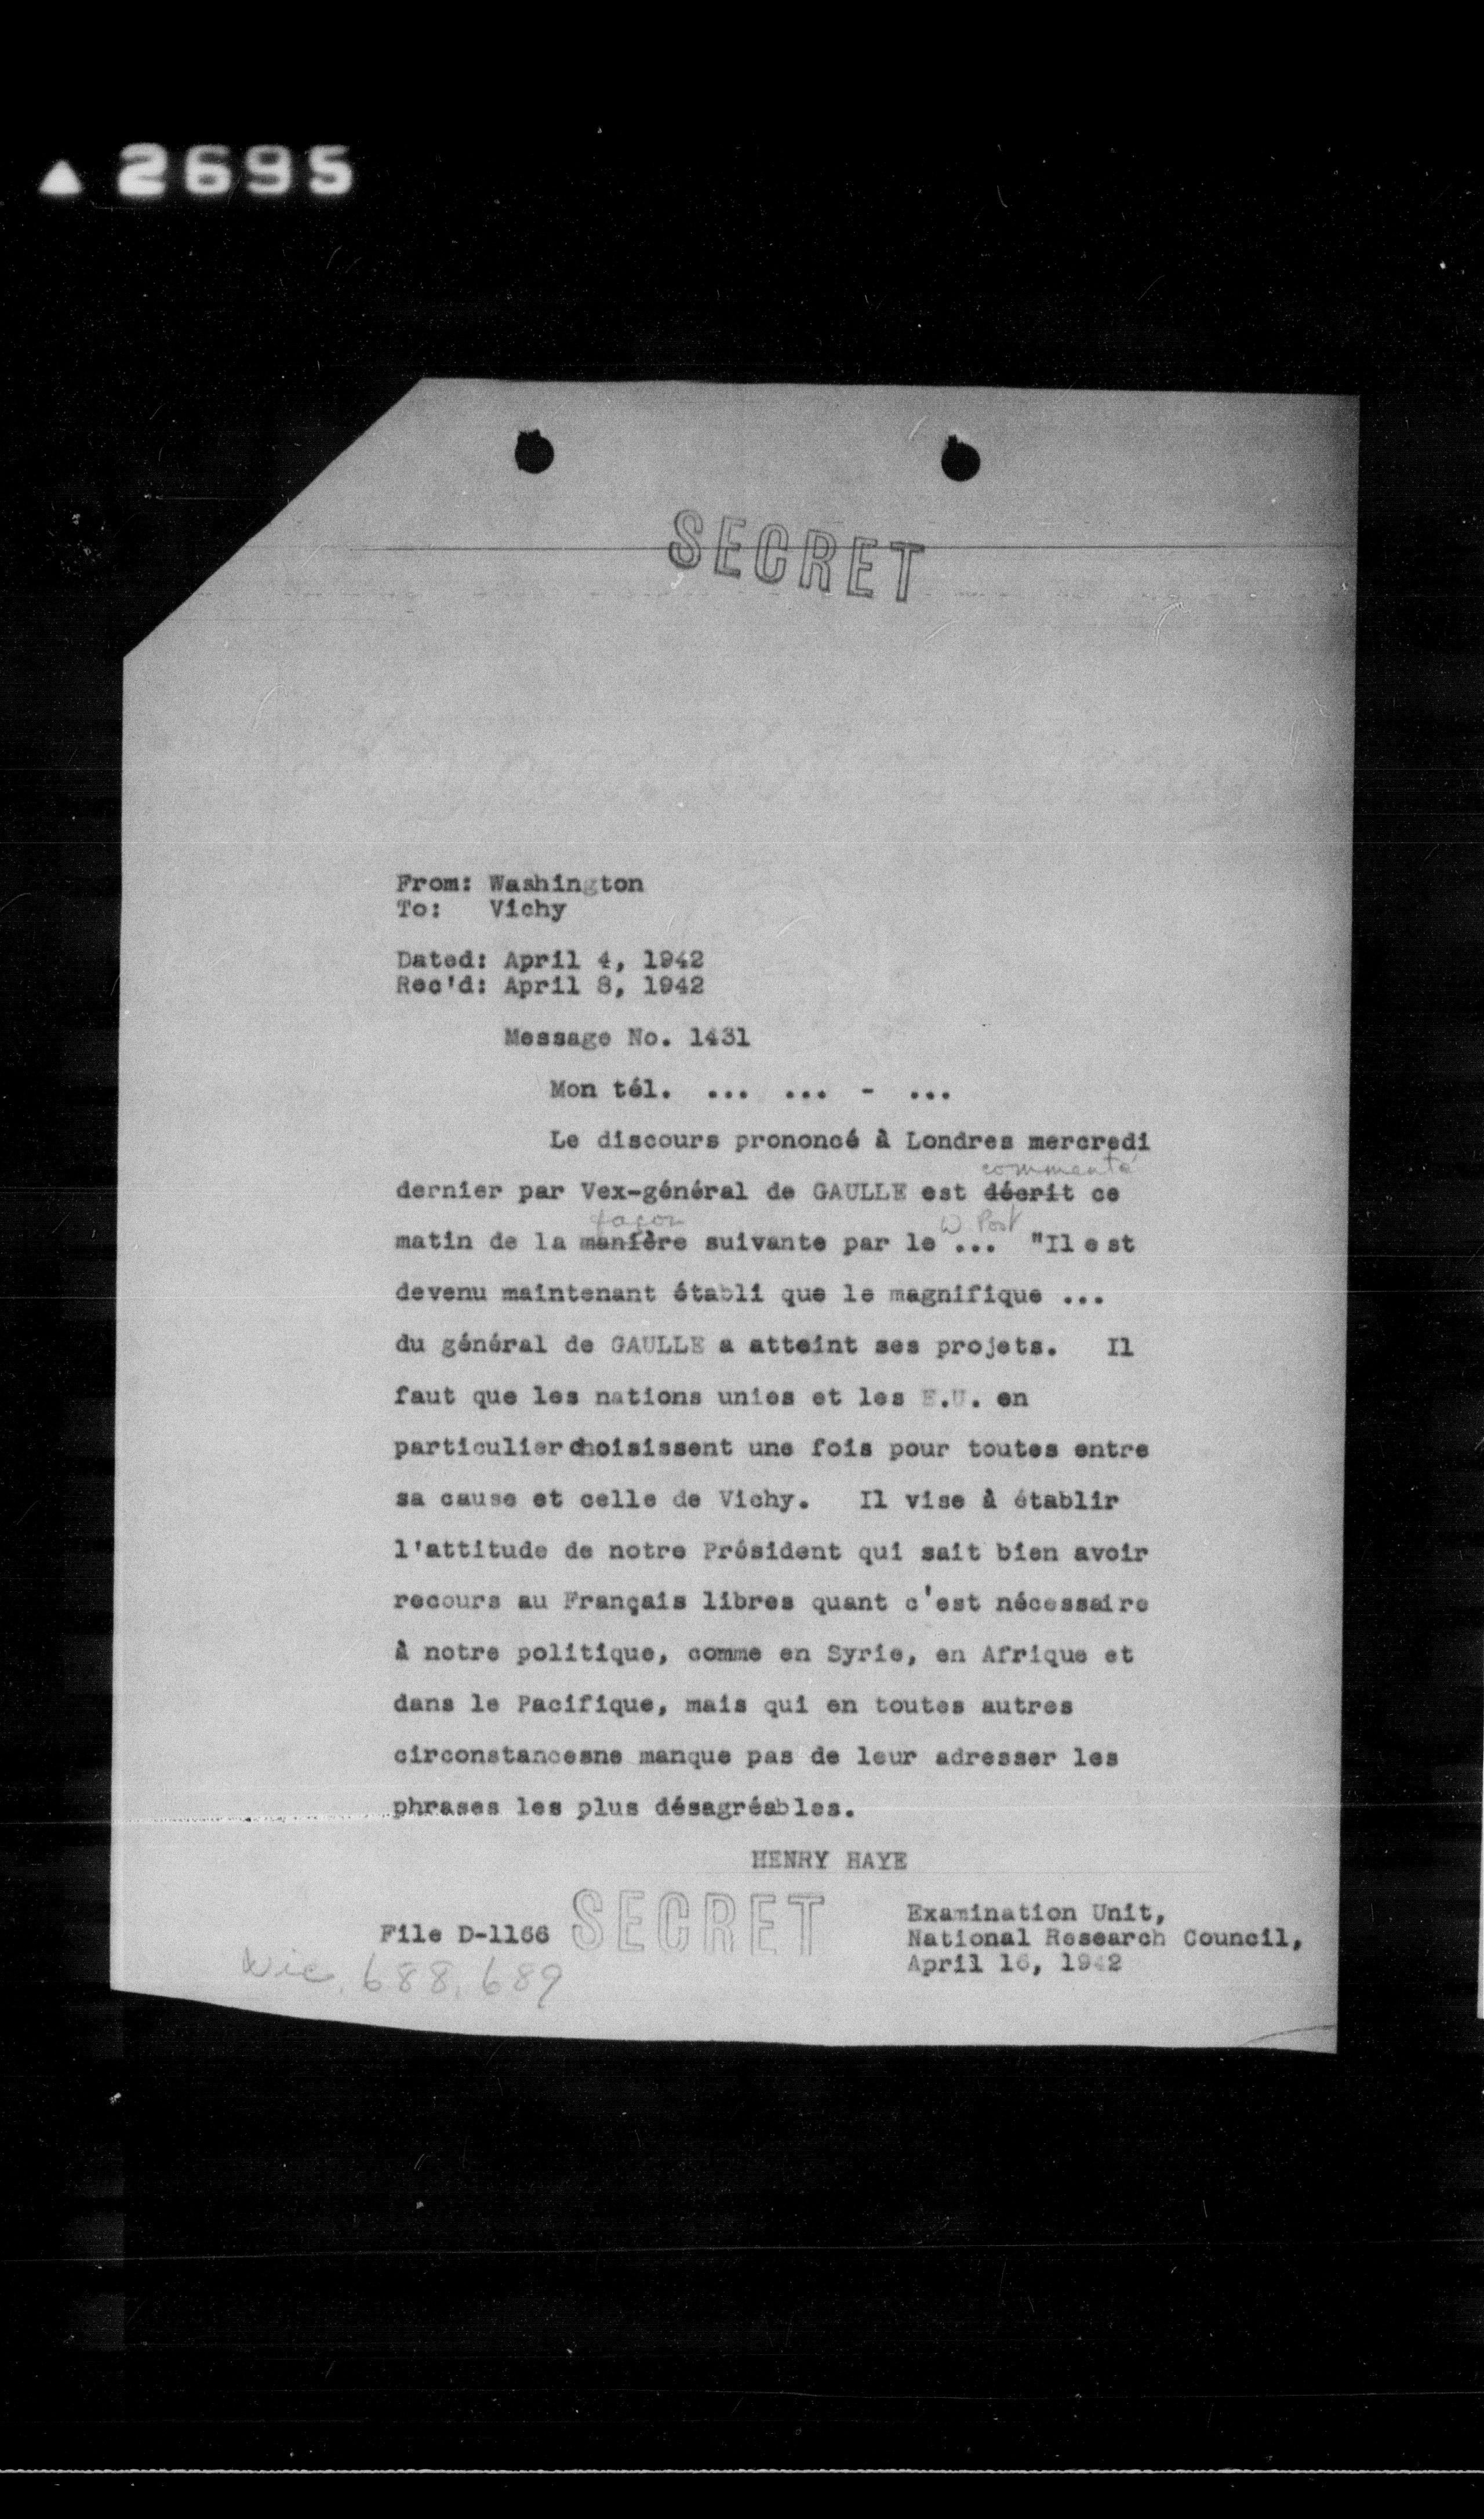 ▲ 2695
SECRET
From: Washington
To: Vichy
Dated: April 4, 1942
Rec'd: April 8, 1942
Message No. 1431
Mon tél. ... ... - ...
Le discours prononcé à Londres mercredi
commenté
dernier par Vex-général de GAULLE est décrit ce
façon W Post
matin de la manière suivante par le ... "Il est
devenu maintenant établi que le magnifique ...
du général de GAULLE a atteint ses projets. Il
faut que les nations unies et les E.U. en
particulier choisissent une fois pour toutes entre
sa cause et celle de Vichy. Il vise à établir
l'attitude de notre Président qui sait bien avoir
recours au Français libres quant c'est nécessaire
à notre politique, comme en Syrie, en Afrique et
dans le Pacifique, mais qui en toutes autres
circonstancesne manque pas de leur adresser les
phrases les plus désagréables.
HENRY HAYE
File D-1166 SECRET
Examination Unit,
National Research Council,
April 16, 1942
688, 689